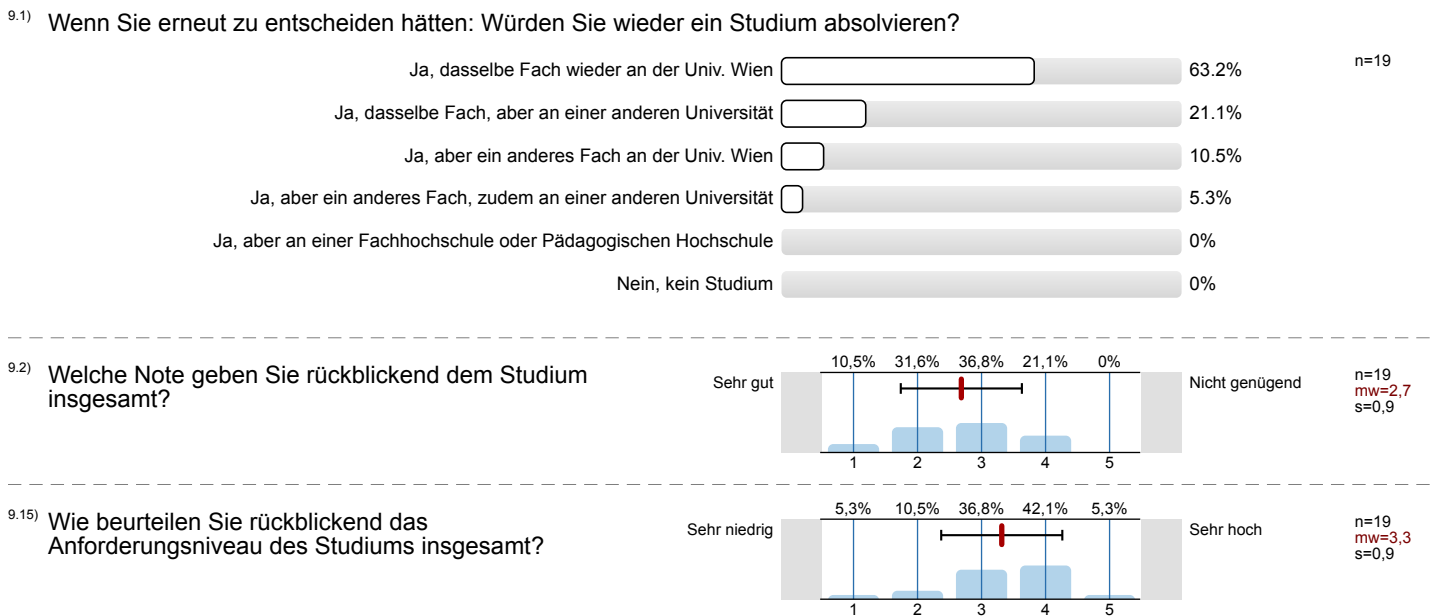 9.1) Wenn Sie erneut zu entscheiden hätten: Würden Sie wieder ein Studium absolvieren?
Ja, dasselbe Fach wieder an der Univ. Wien 63.2% n=19
Ja, dasselbe Fach, aber an einer anderen Universität 21.1%
Ja, aber ein anderes Fach an der Univ. Wien 10.5%
Ja, aber ein anderes Fach, zudem an einer anderen Universität 5.3%
Ja, aber an einer Fachhochschule oder Pädagogischen Hochschule 0%
Nein, kein Studium 0%
9.2) Welche Note geben Sie rückblickend dem Studium
insgesamt?
10,5% 31,6% 36,8% 21,1% 0%
Sehr gut Nicht genügend
n=19
mw=2,7
s=0,9
1 2 3 4 5
9.15) Wie beurteilen Sie rückblickend das
Anforderungsniveau des Studiums insgesamt?
5,3% 10,5% 36,8% 42,1% 5,3%
Sehr niedrig Sehr hoch
n=19
mw=3,3
s=0,9
1 2 3 4 5